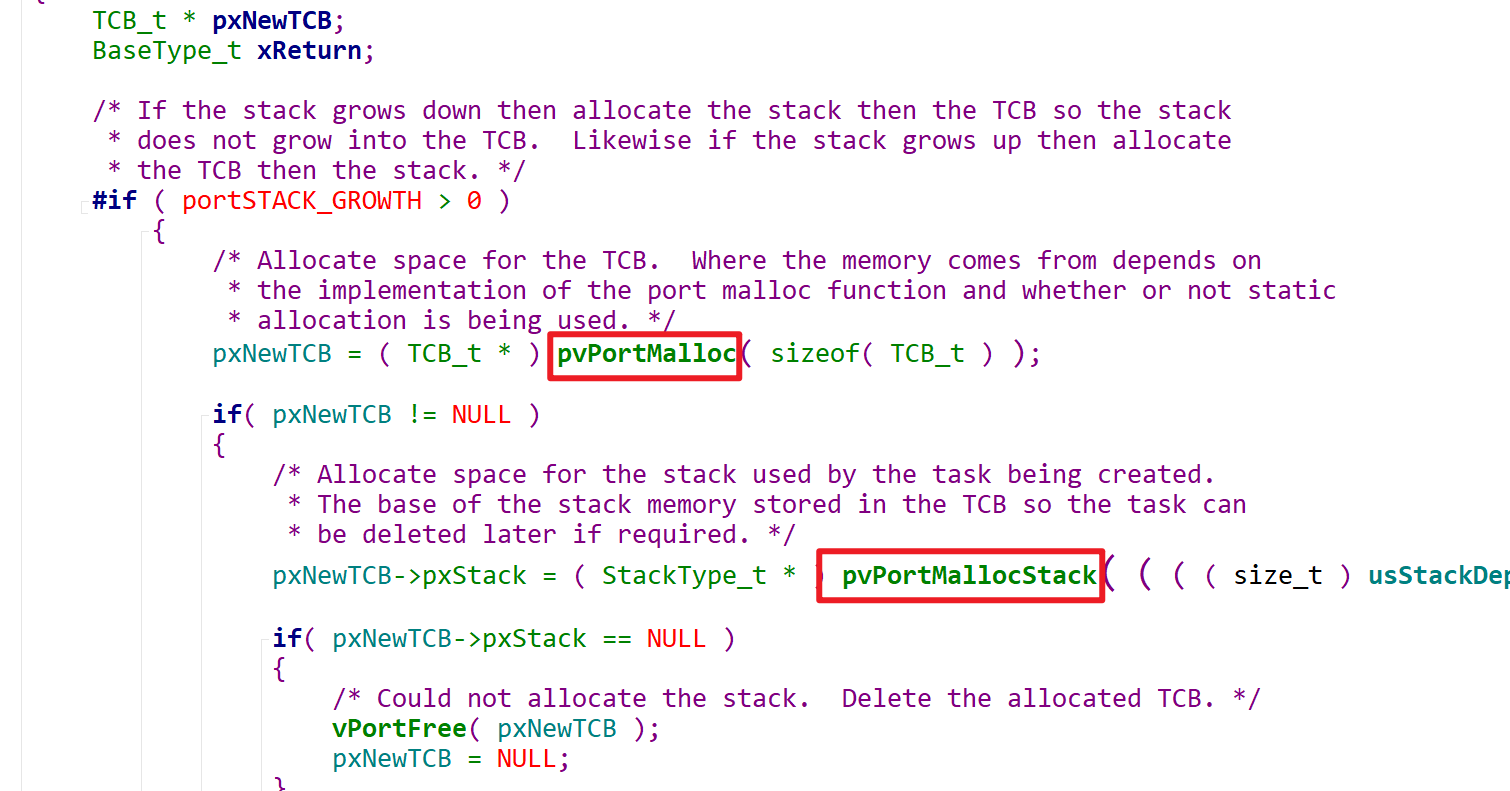 {
TCB_t * pxNewTCB;
BaseType_t xReturn;
/* If the stack grows down then allocate the stack then the TCB so the stack
* does not grow into the TCB.  Likewise if the stack grows up then allocate
* the TCB then the stack. */
#if ( portSTACK_GROWTH > 0 )
{
/* Allocate space for the TCB.  Where the memory comes from depends on
* the implementation of the port malloc function and whether or not static
* allocation is being used. */
pxNewTCB = ( TCB_t * ) pvPortMalloc( sizeof( TCB_t ) );
if( pxNewTCB != NULL )
{
/* Allocate space for the stack used by the task being created.
* The base of the stack memory stored in the TCB so the task can
* be deleted later if required. */
pxNewTCB->pxStack = ( StackType_t * ) pvPortMallocStack( ( ( ( size_t ) usStackDep
if( pxNewTCB->pxStack == NULL )
{
/* Could not allocate the stack.  Delete the allocated TCB. */
vPortFree( pxNewTCB );
pxNewTCB = NULL;
}